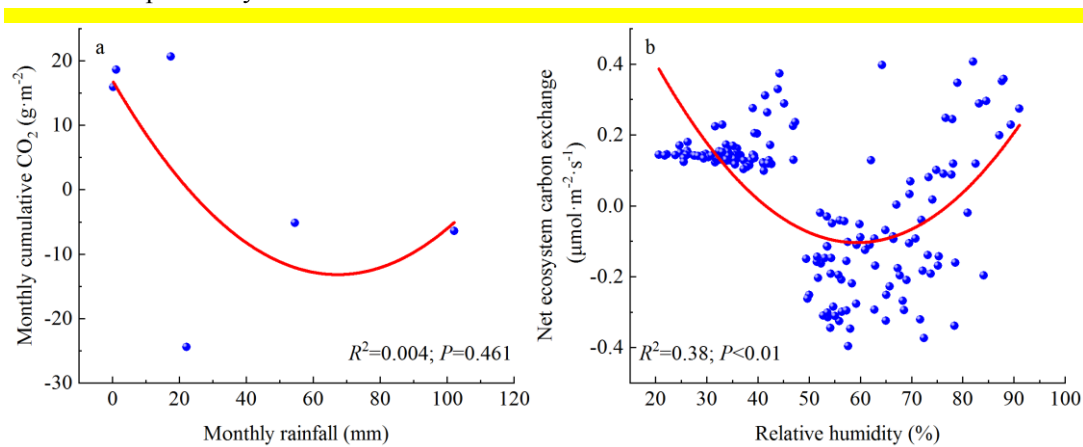 a
Monthly cumulative CO₂ (g·m⁻²)
20
10
0
-10
-20
-30
R²=0.004; P=0.461
0 20 40 60 80 100 120
Monthly rainfall (mm)
b
Net ecosystem carbon exchange
(μmol·m⁻²·s⁻¹)
0.4
0.2
0.0
-0.2
-0.4
R²=0.38; P<0.01
20 30 40 50 60 70 80 90 100
Relative humidity (%)